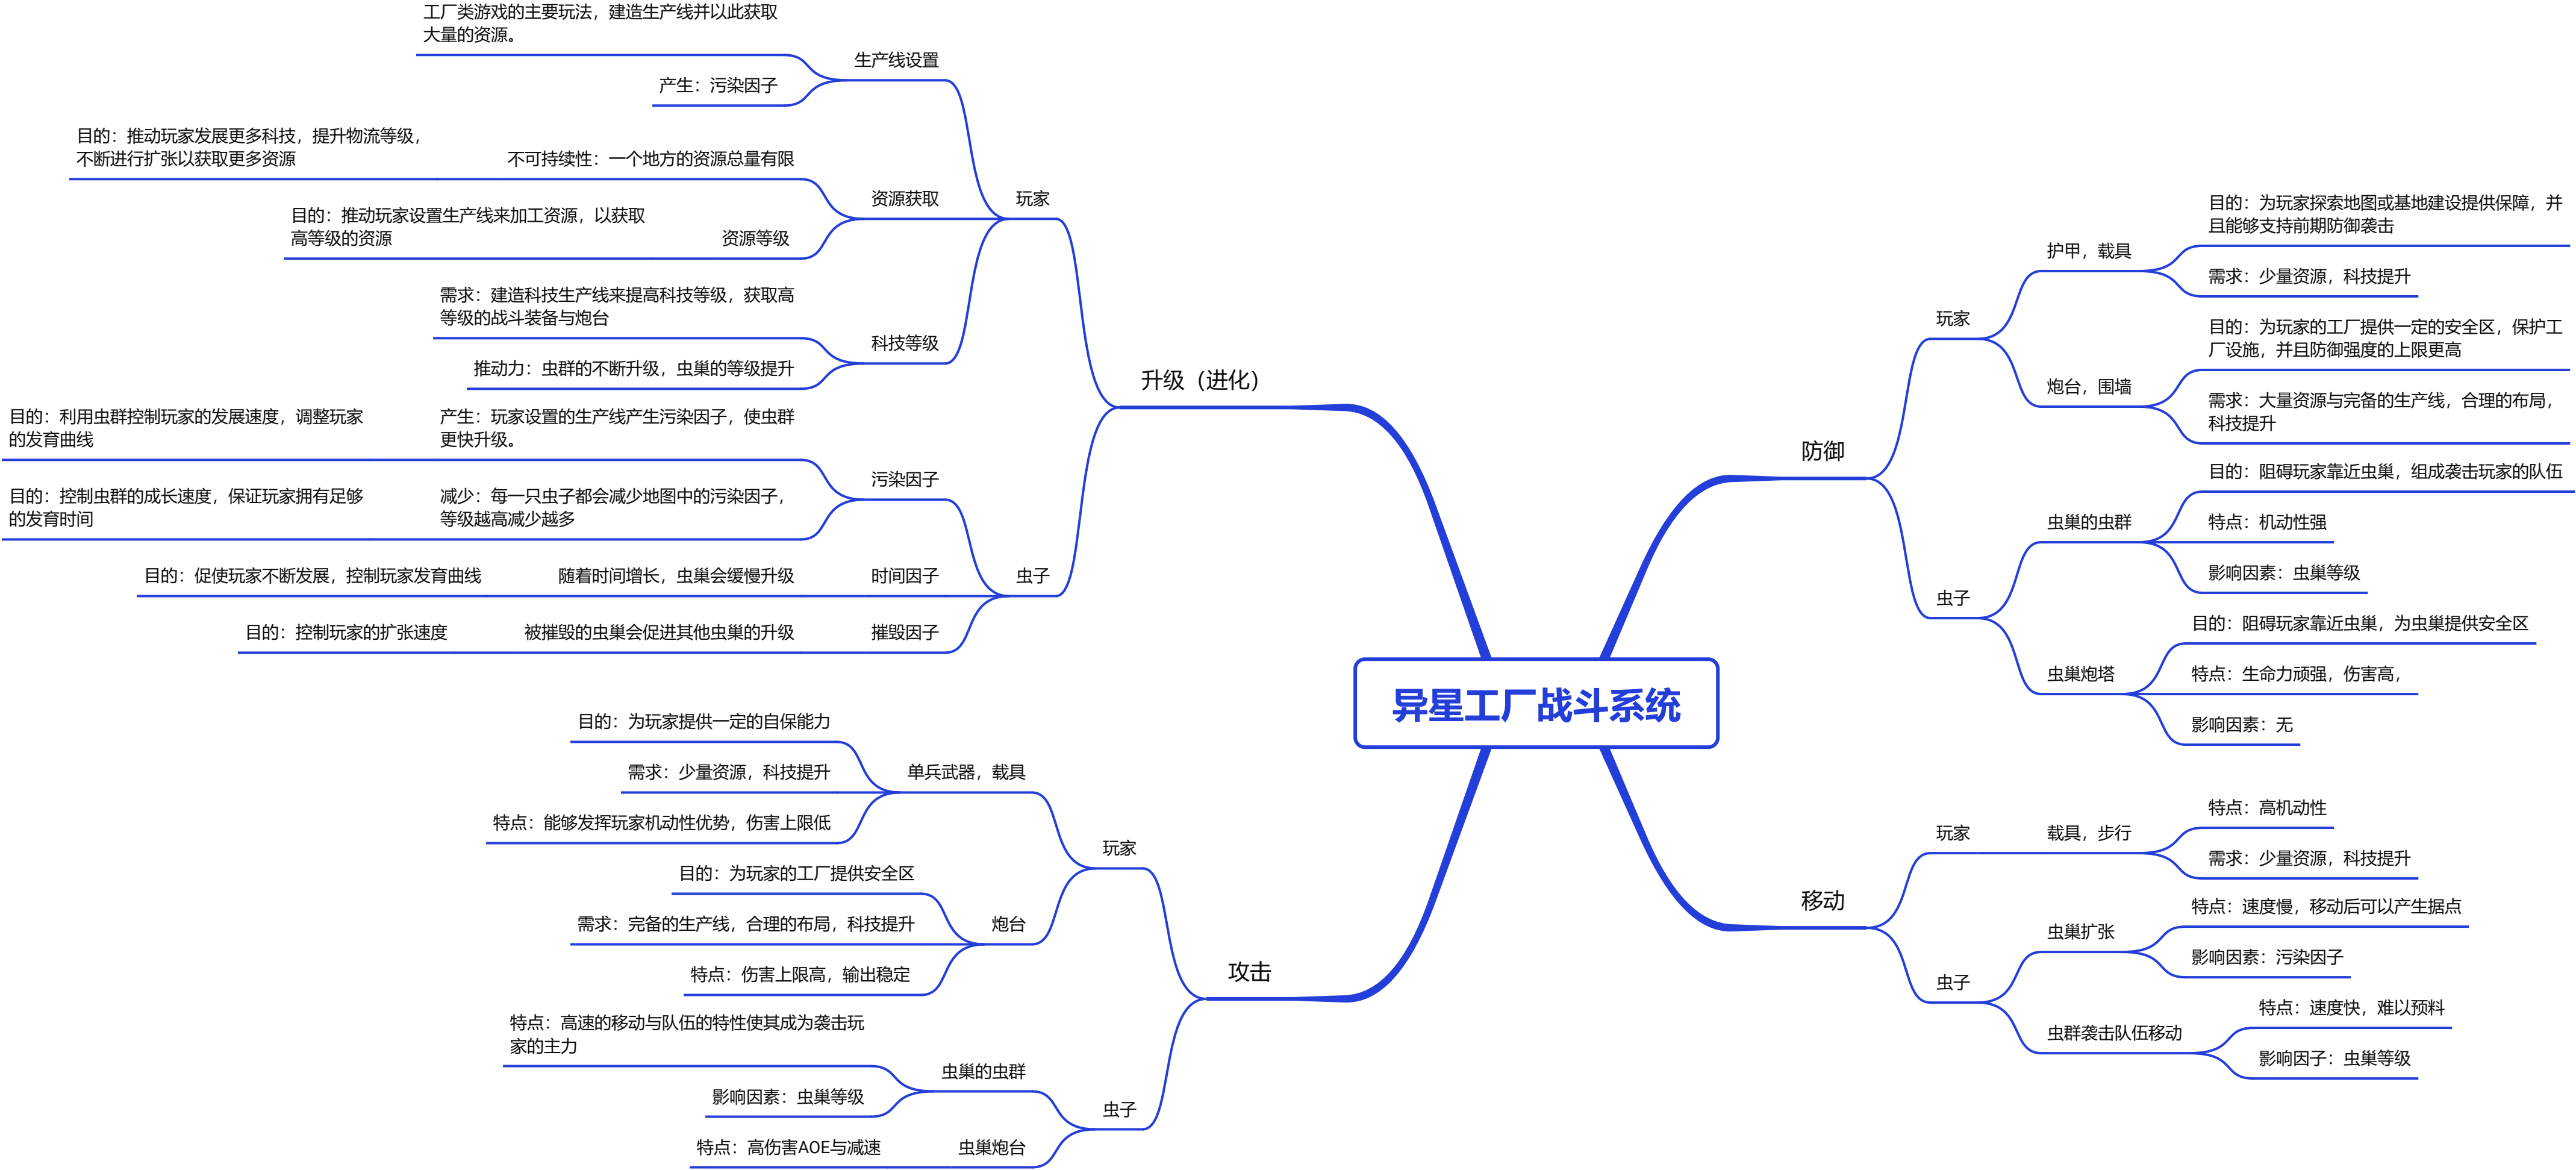 异星工厂战斗系统
升级（进化）
玩家
生产线设置
工厂类游戏的主要玩法，建造生产线并以此获取
大量的资源。
产生：污染因子
资源获取
不可持续性：一个地方的资源总量有限
目的：推动玩家发展更多科技，提升物流等级，
不断进行扩张以获取更多资源
资源等级
目的：推动玩家设置生产线来加工资源，以获取
高等级的资源
科技等级
需求：建造科技生产线来提高科技等级，获取高
等级的战斗装备与炮台
推动力：虫群的不断升级，虫巢的等级提升
虫子
污染因子
产生：玩家设置的生产线产生污染因子，使虫群
更快升级。
目的：利用虫群控制玩家的发展速度，调整玩家
的发育曲线
减少：每一只虫子都会减少地图中的污染因子，
等级越高减少越多
目的：控制虫群的成长速度，保证玩家拥有足够
的发育时间
时间因子
随着时间增长，虫巢会缓慢升级
目的：促使玩家不断发展，控制玩家发育曲线
摧毁因子
被摧毁的虫巢会促进其他虫巢的升级
目的：控制玩家的扩张速度
攻击
玩家
单兵武器，载具
目的：为玩家提供一定的自保能力
需求：少量资源，科技提升
特点：能够发挥玩家机动性优势，伤害上限低
炮台
目的：为玩家的工厂提供安全区
需求：完备的生产线，合理的布局，科技提升
特点：伤害上限高，输出稳定
虫子
虫巢的虫群
特点：高速的移动与队伍的特性使其成为袭击玩
家的主力
影响因素：虫巢等级
虫巢炮台
特点：高伤害AOE与减速
防御
玩家
护甲，载具
目的：为玩家探索地图或基地建设提供保障，并
且能够支持前期防御袭击
需求：少量资源，科技提升
炮台，围墙
目的：为玩家的工厂提供一定的安全区，保护工
厂设施，并且防御强度的上限更高
需求：大量资源与完备的生产线，合理的布局，
科技提升
虫子
虫巢的虫群
目的：阻碍玩家靠近虫巢，组成袭击玩家的队伍
特点：机动性强
影响因素：虫巢等级
虫巢炮塔
目的：阻碍玩家靠近虫巢，为虫巢提供安全区
特点：生命力顽强，伤害高，
影响因素：无
移动
玩家
载具，步行
特点：高机动性
需求：少量资源，科技提升
虫子
虫巢扩张
特点：速度慢，移动后可以产生据点
影响因素：污染因子
虫群袭击队伍移动
特点：速度快，难以预料
影响因子：虫巢等级